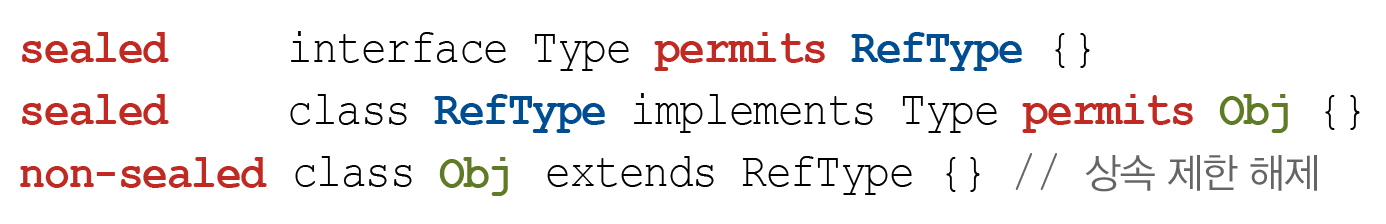 sealed interface Type permits RefType {}
sealed class RefType implements Type permits Obj {}
non-sealed class Obj extends RefType {} // 상속 제한 해제